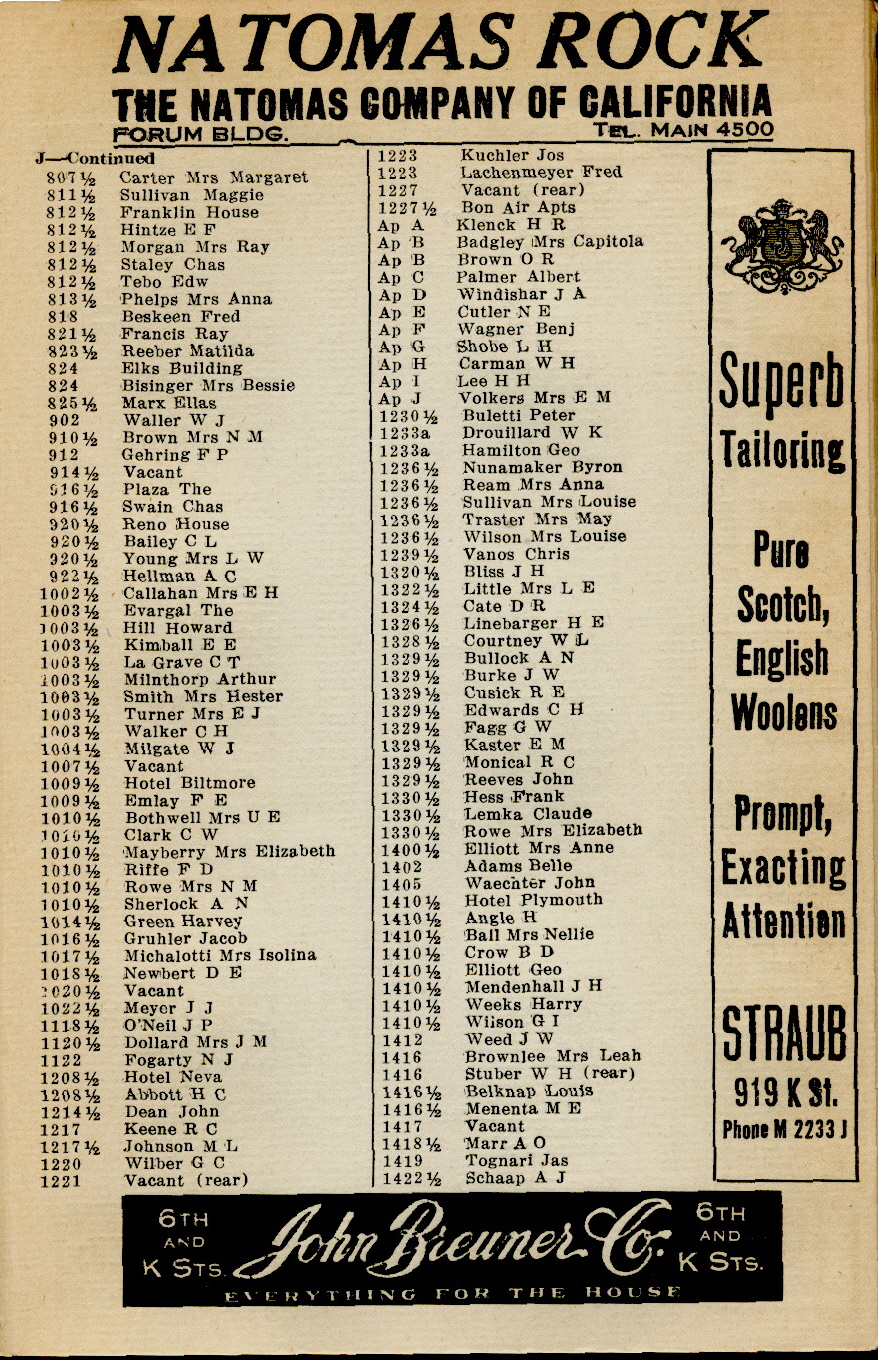 NATOMAS ROCK
THE NATOMAS COMPANY OF CALIFORNIA
FORUM BLDG. TEL. MAIN 4500
J—Continued
807½ Carter Mrs Margaret
811½ Sullivan Maggie
812½ Franklin House
812½ Hintze E F
812½ Morgan Mrs Ray
812½ Staley Chas
812½ Tebo Edw
813½ Phelps Mrs Anna
818 Beskeen Fred
821½ Francis Ray
823½ Reeber Matilda
824 Elks Building
824 Bisinger Mrs Bessie
825½ Marx Ellas
902 Waller W J
910½ Brown Mrs N M
912 Gehring F P
914½ Vacant
916½ Plaza The
916½ Swain Chas
920½ Reno House
920½ Bailey C L
920½ Young Mrs L W
922½ Hellman A C
1002½ Callahan Mrs E H
1003½ Evargal The
1003½ Hill Howard
1003½ Kimball E E
1003½ La Grave C T
1003½ Milnthorp Arthur
1003½ Smith Mrs Hester
1003½ Turner Mrs E J
1003½ Walker C H
1004½ Milgate W J
1007½ Vacant
1009½ Hotel Biltmore
1009½ Emlay F E
1010½ Bothwell Mrs U E
1010½ Clark C W
1010½ Mayberry Mrs Elizabeth
1010½ Riffe F D
1010½ Rowe Mrs N M
1010½ Sherlock A N
1014½ Green Harvey
1016½ Gruhler Jacob
1017½ Michalotti Mrs Isolina
1018½ Newbert D E
1020½ Vacant
1022½ Meyer J J
1118½ O'Neil J P
1120½ Dollard Mrs J M
1122 Fogarty N J
1208½ Hotel Neva
1208½ Abbott H C
1214½ Dean John
1217 Keene R C
1217½ Johnson M L
1220 Wilber G C
1221 Vacant (rear)
1223 Kuchler Jos
1223 Lachenmeyer Fred
1227 Vacant (rear)
1227½ Bon Air Apts
Ap A Klenck H R
Ap B Badgley Mrs Capitola
Ap B Brown O R
Ap C Palmer Albert
Ap D Windishar J A
Ap E Cutler N E
Ap F Wagner Benj
Ap G Shobe L H
Ap H Carman W H
Ap I Lee H H
Ap J Volkers Mrs E M
1230½ Buletti Peter
1233a Drouillard W K
1233a Hamilton Geo
1236½ Nunamaker Byron
1236½ Ream Mrs Anna
1236½ Sullivan Mrs Louise
1236½ Traster Mrs May
1236½ Wilson Mrs Louise
1239½ Vanos Chris
1320½ Bliss J H
1322½ Little Mrs L E
1324½ Cate D R
1326½ Linebarger H E
1328½ Courtney W L
1329½ Bullock A N
1329½ Burke J W
1329½ Cusick R E
1329½ Edwards C H
1329½ Fagg G W
1329½ Kaster E M
1329½ Monical R C
1329½ Reeves John
1330½ Hess Frank
1330½ Lemka Claude
1330½ Rowe Mrs Elizabeth
1400½ Elliott Mrs Anne
1402 Adams Belle
1405 Waechter John
1410½ Hotel Plymouth
1410½ Angle H
1410½ Ball Mrs Nellie
1410½ Crow B D
1410½ Elliott Geo
1410½ Mendenhall J H
1410½ Weeks Harry
1410½ Wilson G I
1412 Weed J W
1416 Brownlee Mrs Leah
1416 Stuber W H (rear)
1416½ Belknap Louis
1416½ Menenta M E
1417 Vacant
1418½ Marr A O
1419 Tognari Jas
1422½ Schaap A J
S
Superb
Tailoring
Pure
Scotch,
English
Woolens
Prompt,
Exacting
Attention
STRAUB
919 K St.
Phone M 2233 J
6TH
AND
K STS.
John Breuner Co.
6TH
AND
K STS.
EVERYTHING FOR THE HOUSE